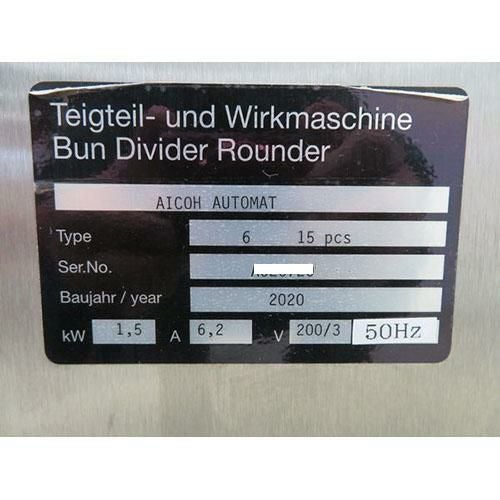 Teigteil- und Wirkmaschine
Bun Divider Rounder
AICOH AUTOMAT
Type 6 15 pcs
Ser.No.
Baujahr / year 2020
kW 1,5 A 6,2 V 200/3 50Hz